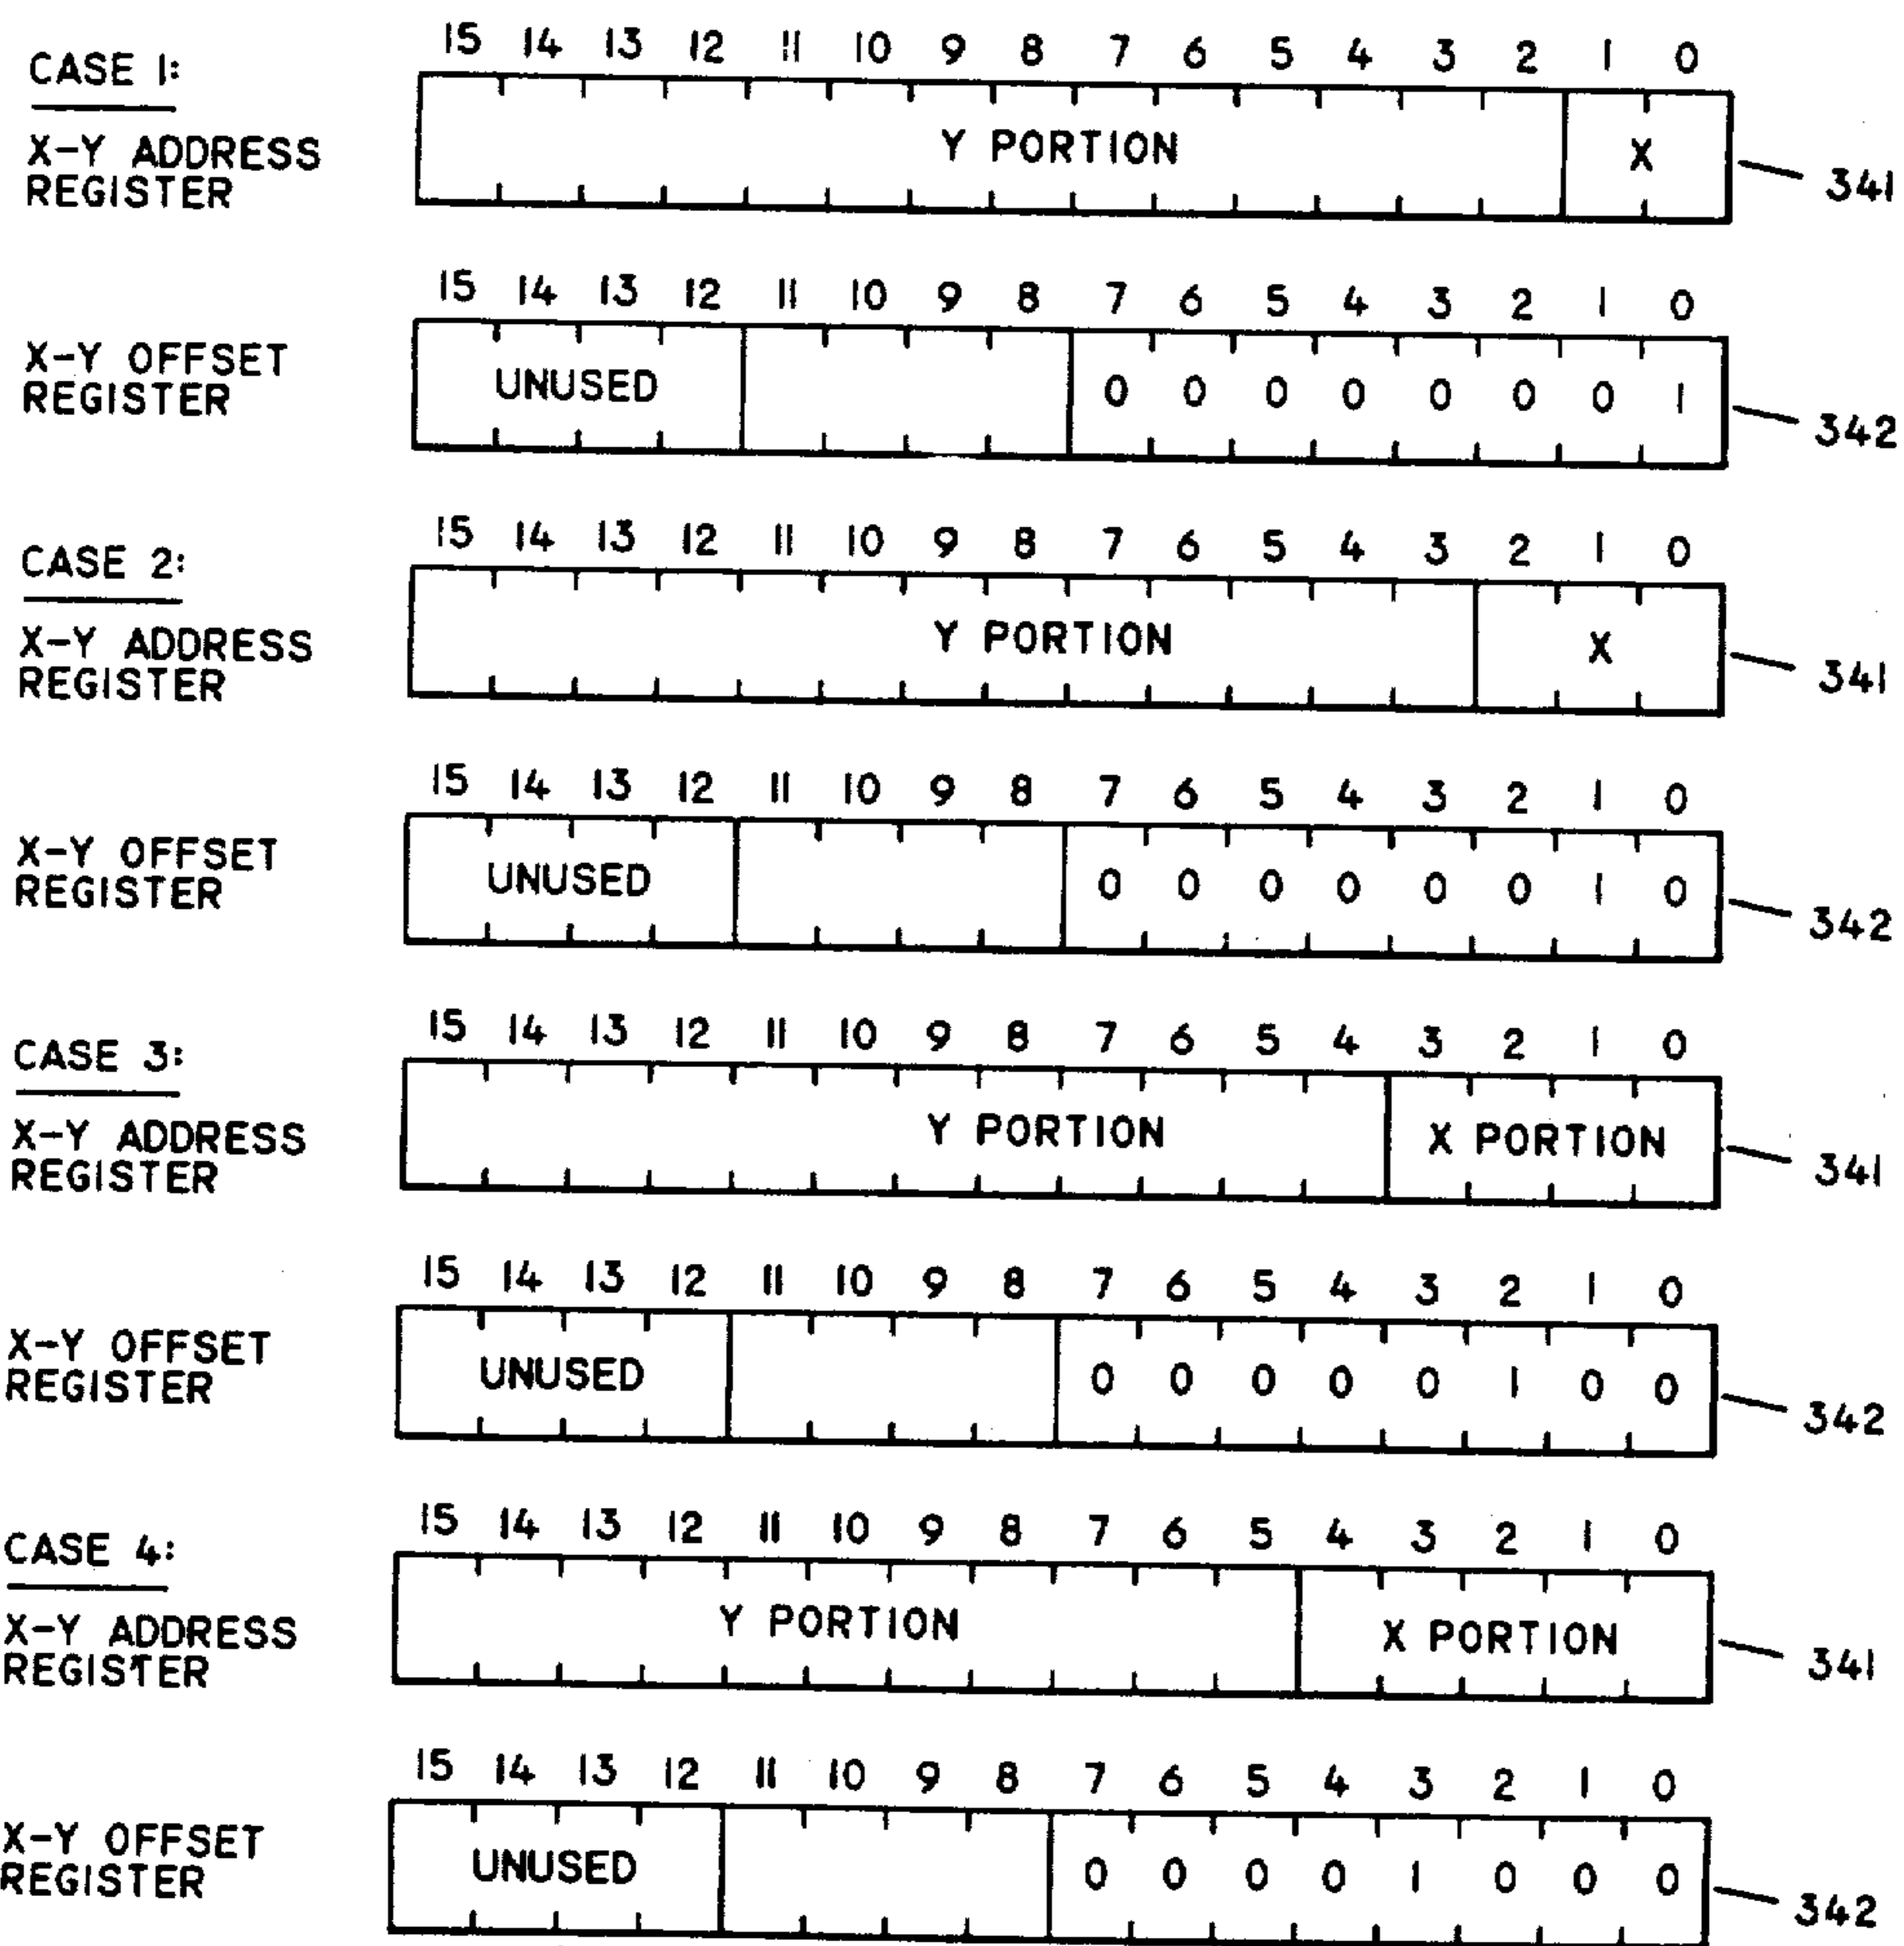 15 14 13 12 11 10 9 8 7 6 5 4 3 2 1 0
CASE 1:
X-Y ADDRESS
REGISTER
Y PORTION X
341
15 14 13 12 11 10 9 8 7 6 5 4 3 2 1 0
X-Y OFFSET
REGISTER
UNUSED 0 0 0 0 0 0 0 1
342
15 14 13 12 11 10 9 8 7 6 5 4 3 2 1 0
CASE 2:
X-Y ADDRESS
REGISTER
Y PORTION X
341
15 14 13 12 11 10 9 8 7 6 5 4 3 2 1 0
X-Y OFFSET
REGISTER
UNUSED 0 0 0 0 0 0 1 0
342
15 14 13 12 11 10 9 8 7 6 5 4 3 2 1 0
CASE 3:
X-Y ADDRESS
REGISTER
Y PORTION X PORTION
341
15 14 13 12 11 10 9 8 7 6 5 4 3 2 1 0
X-Y OFFSET
REGISTER
UNUSED 0 0 0 0 0 1 0 0
342
15 14 13 12 11 10 9 8 7 6 5 4 3 2 1 0
CASE 4:
X-Y ADDRESS
REGISTER
Y PORTION X PORTION
341
15 14 13 12 11 10 9 8 7 6 5 4 3 2 1 0
X-Y OFFSET
REGISTER
UNUSED 0 0 0 0 1 0 0 0
342